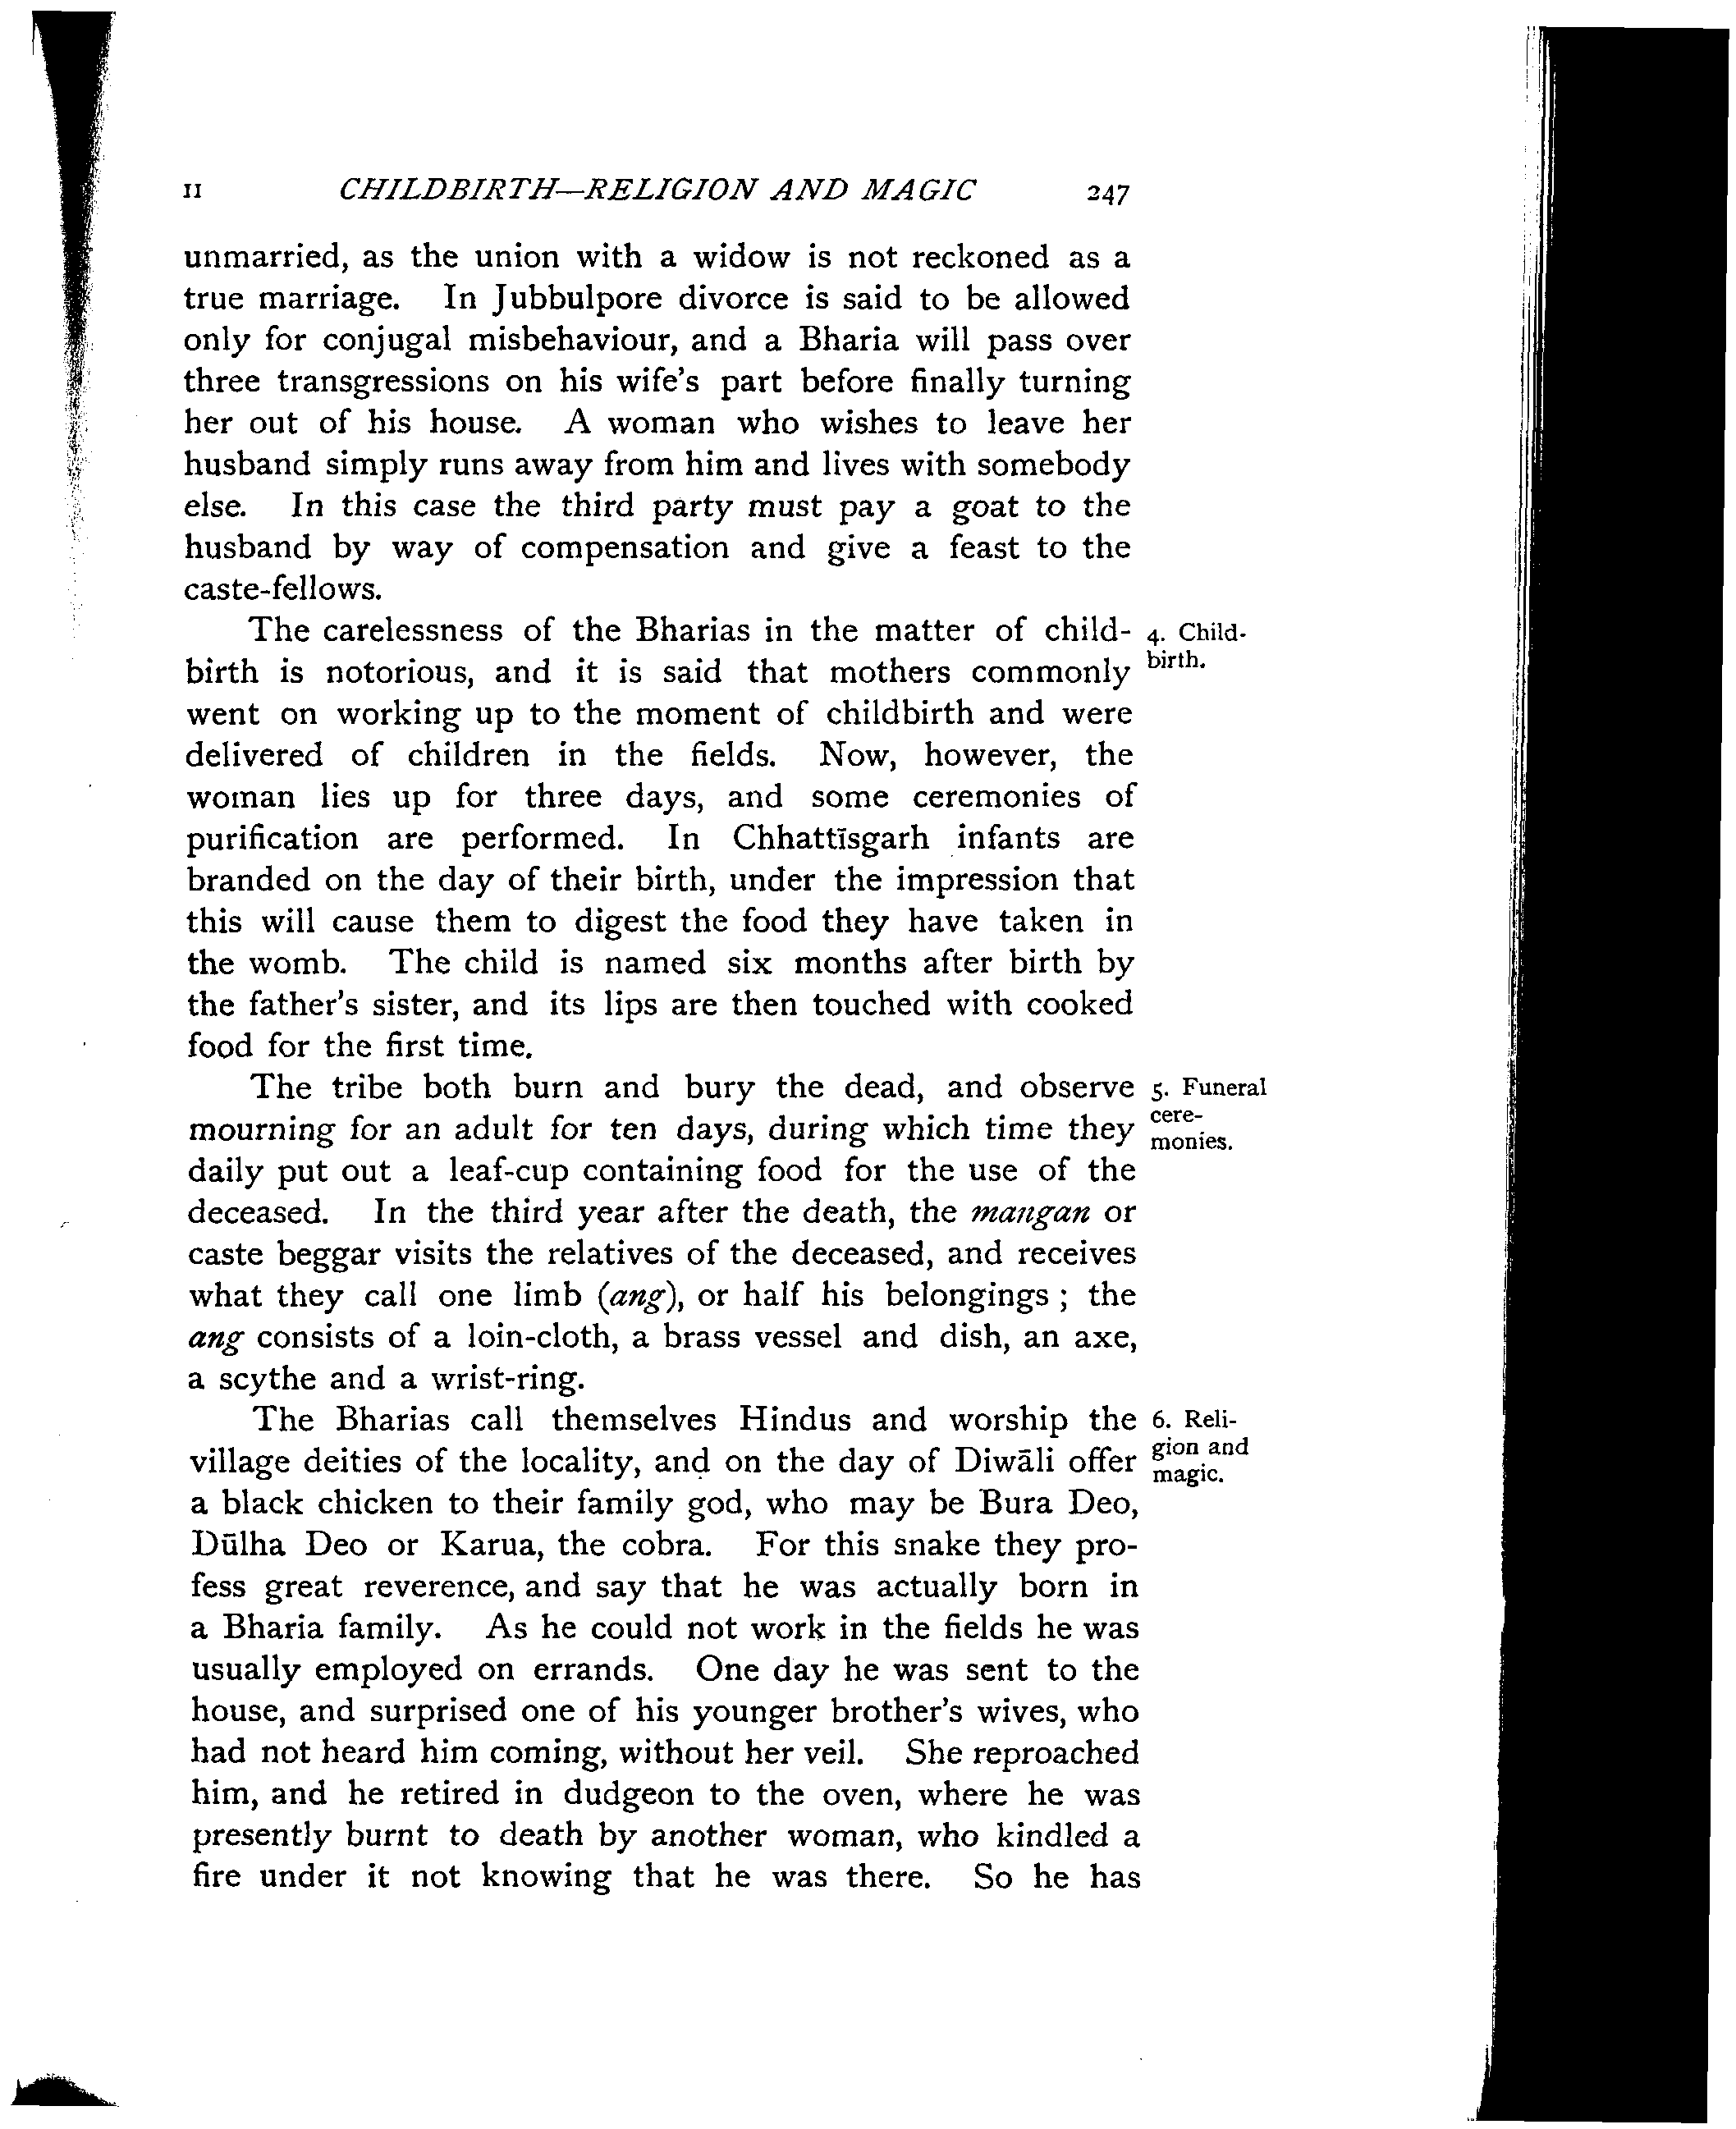 II CHILDBIRTH—RELIGION AND MAGIC 247
unmarried, as the union with a widow is not reckoned as a
true marriage. In Jubbulpore divorce is said to be allowed
only for conjugal misbehaviour, and a Bharia will pass over
three transgressions on his wife's part before finally turning
her out of his house. A woman who wishes to leave her
husband simply runs away from him and lives with somebody
else. In this case the third party must pay a goat to the
husband by way of compensation and give a feast to the
caste-fellows.
The carelessness of the Bharias in the matter of child-
4. Child-
birth.
birth is notorious, and it is said that mothers commonly
went on working up to the moment of childbirth and were
delivered of children in the fields. Now, however, the
woman lies up for three days, and some ceremonies of
purification are performed. In Chhattīsgarh infants are
branded on the day of their birth, under the impression that
this will cause them to digest the food they have taken in
the womb. The child is named six months after birth by
the father's sister, and its lips are then touched with cooked
food for the first time.
The tribe both burn and bury the dead, and observe
5. Funeral
cere-
monies.
mourning for an adult for ten days, during which time they
daily put out a leaf-cup containing food for the use of the
deceased. In the third year after the death, the mangan or
caste beggar visits the relatives of the deceased, and receives
what they call one limb (ang), or half his belongings ; the
ang consists of a loin-cloth, a brass vessel and dish, an axe,
a scythe and a wrist-ring.
The Bharias call themselves Hindus and worship the
6. Reli-
gion and
magic.
village deities of the locality, and on the day of Diwāli offer
a black chicken to their family god, who may be Bura Deo,
Dūlha Deo or Karua, the cobra. For this snake they pro-
fess great reverence, and say that he was actually born in
a Bharia family. As he could not work in the fields he was
usually employed on errands. One day he was sent to the
house, and surprised one of his younger brother's wives, who
had not heard him coming, without her veil. She reproached
him, and he retired in dudgeon to the oven, where he was
presently burnt to death by another woman, who kindled a
fire under it not knowing that he was there. So he has